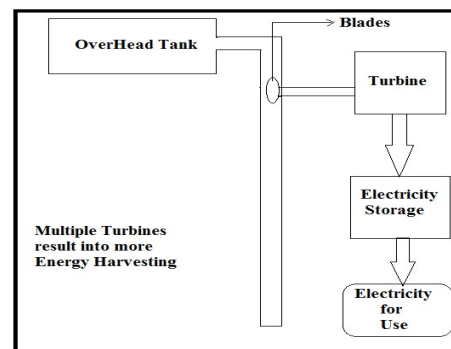 Blades
OverHead Tank
Turbine
Electricity
Storage
Multiple Turbines
result into more
Energy Harvesting
Electricity
for
Use